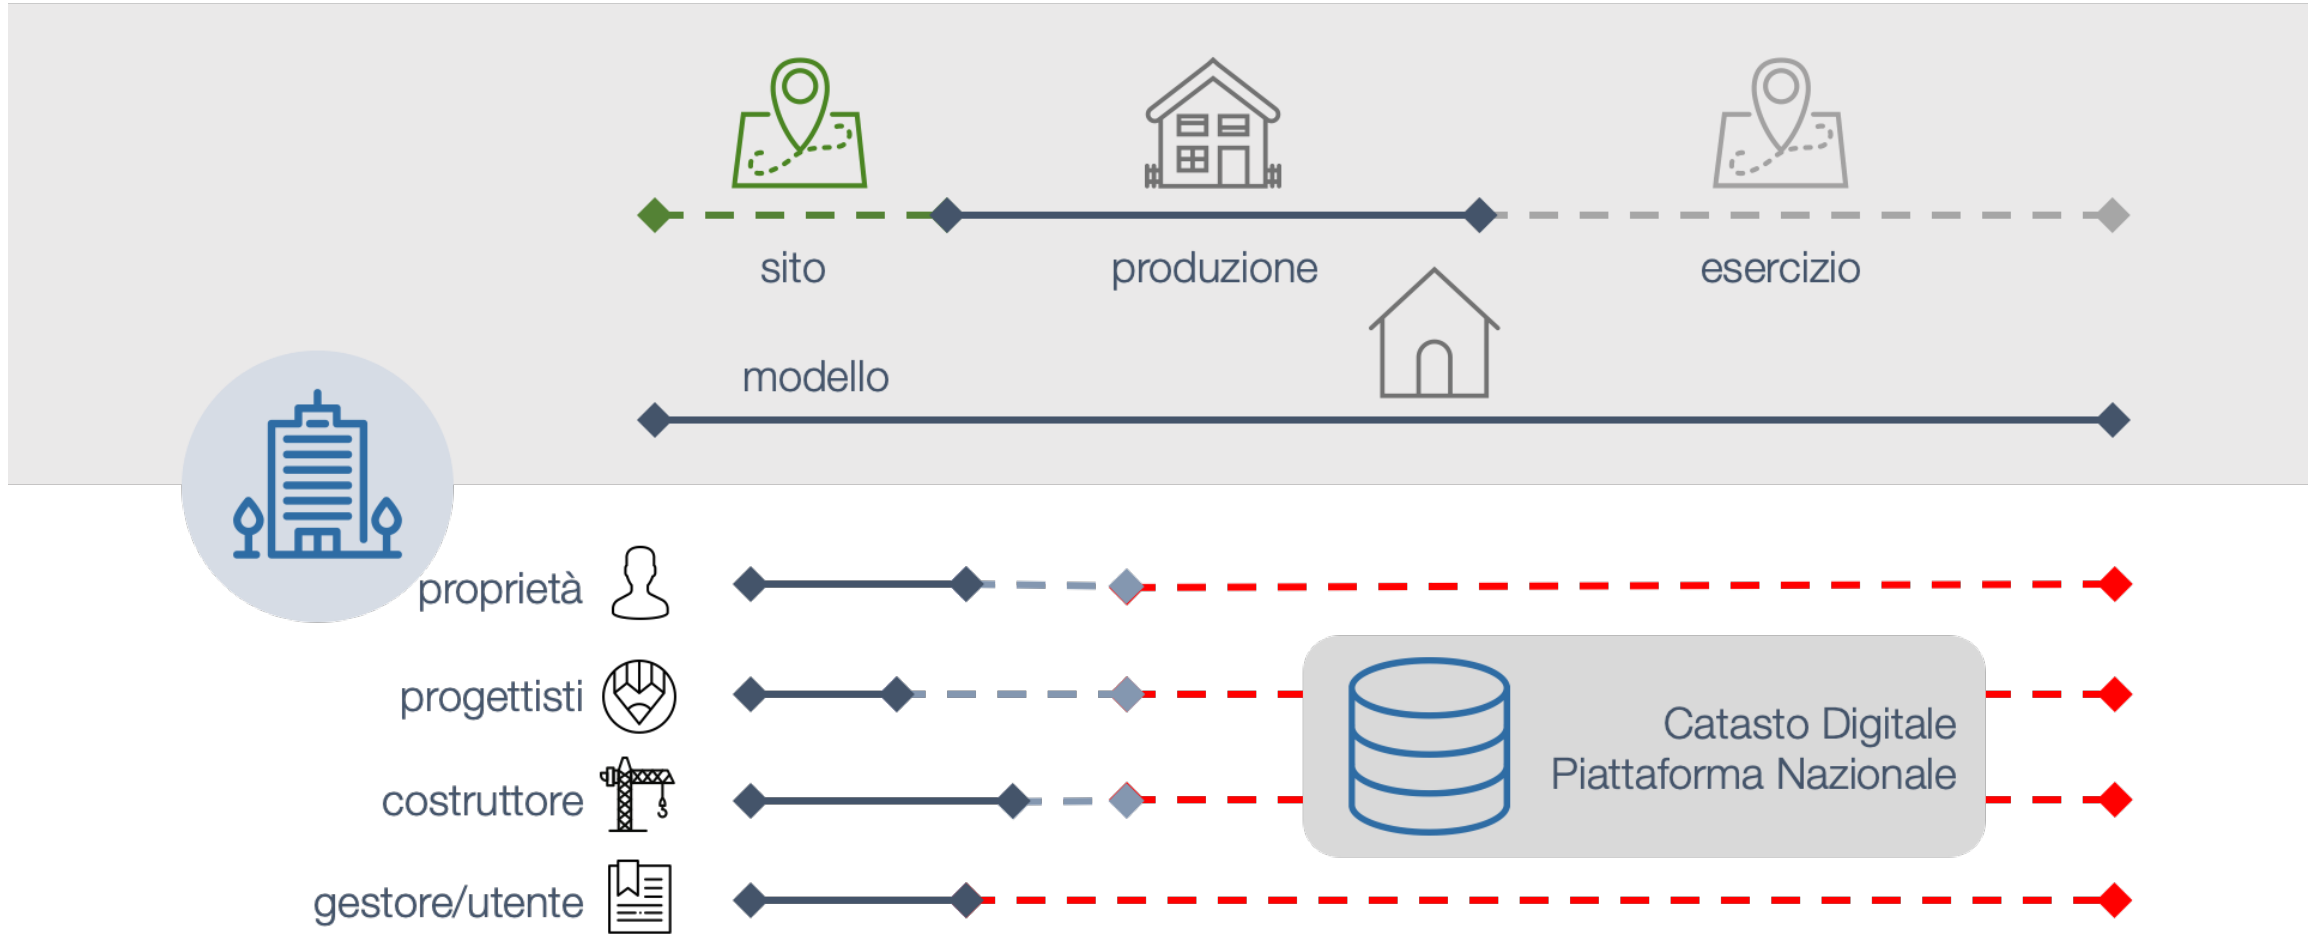 sito
produzione
esercizio
modello
proprietà
progettisti
Catasto Digitale
Piattaforma Nazionale
costruttore
gestore/utente